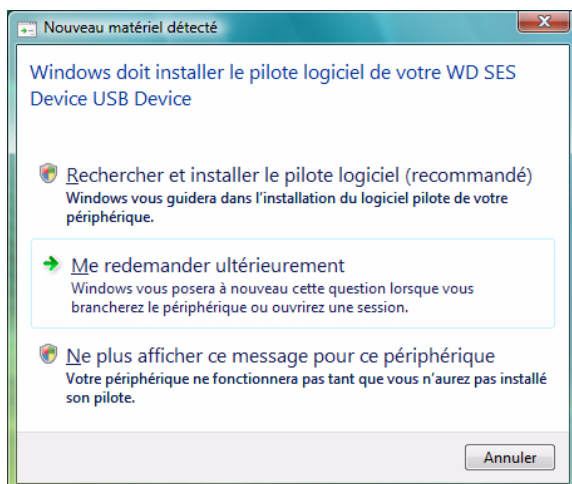 Nouveau matériel détecté
Windows doit installer le pilote logiciel de votre WD SES
Device USB Device
Rechercher et installer le pilote logiciel (recommandé)
Windows vous guidera dans l'installation du logiciel pilote de votre
périphérique.
Me redemander ultérieurement
Windows vous posera à nouveau cette question lorsque vous
brancherez le périphérique ou ouvrirez une session.
Ne plus afficher ce message pour ce périphérique
Votre périphérique ne fonctionnera pas tant que vous n'aurez pas installé
son pilote.
Annuler